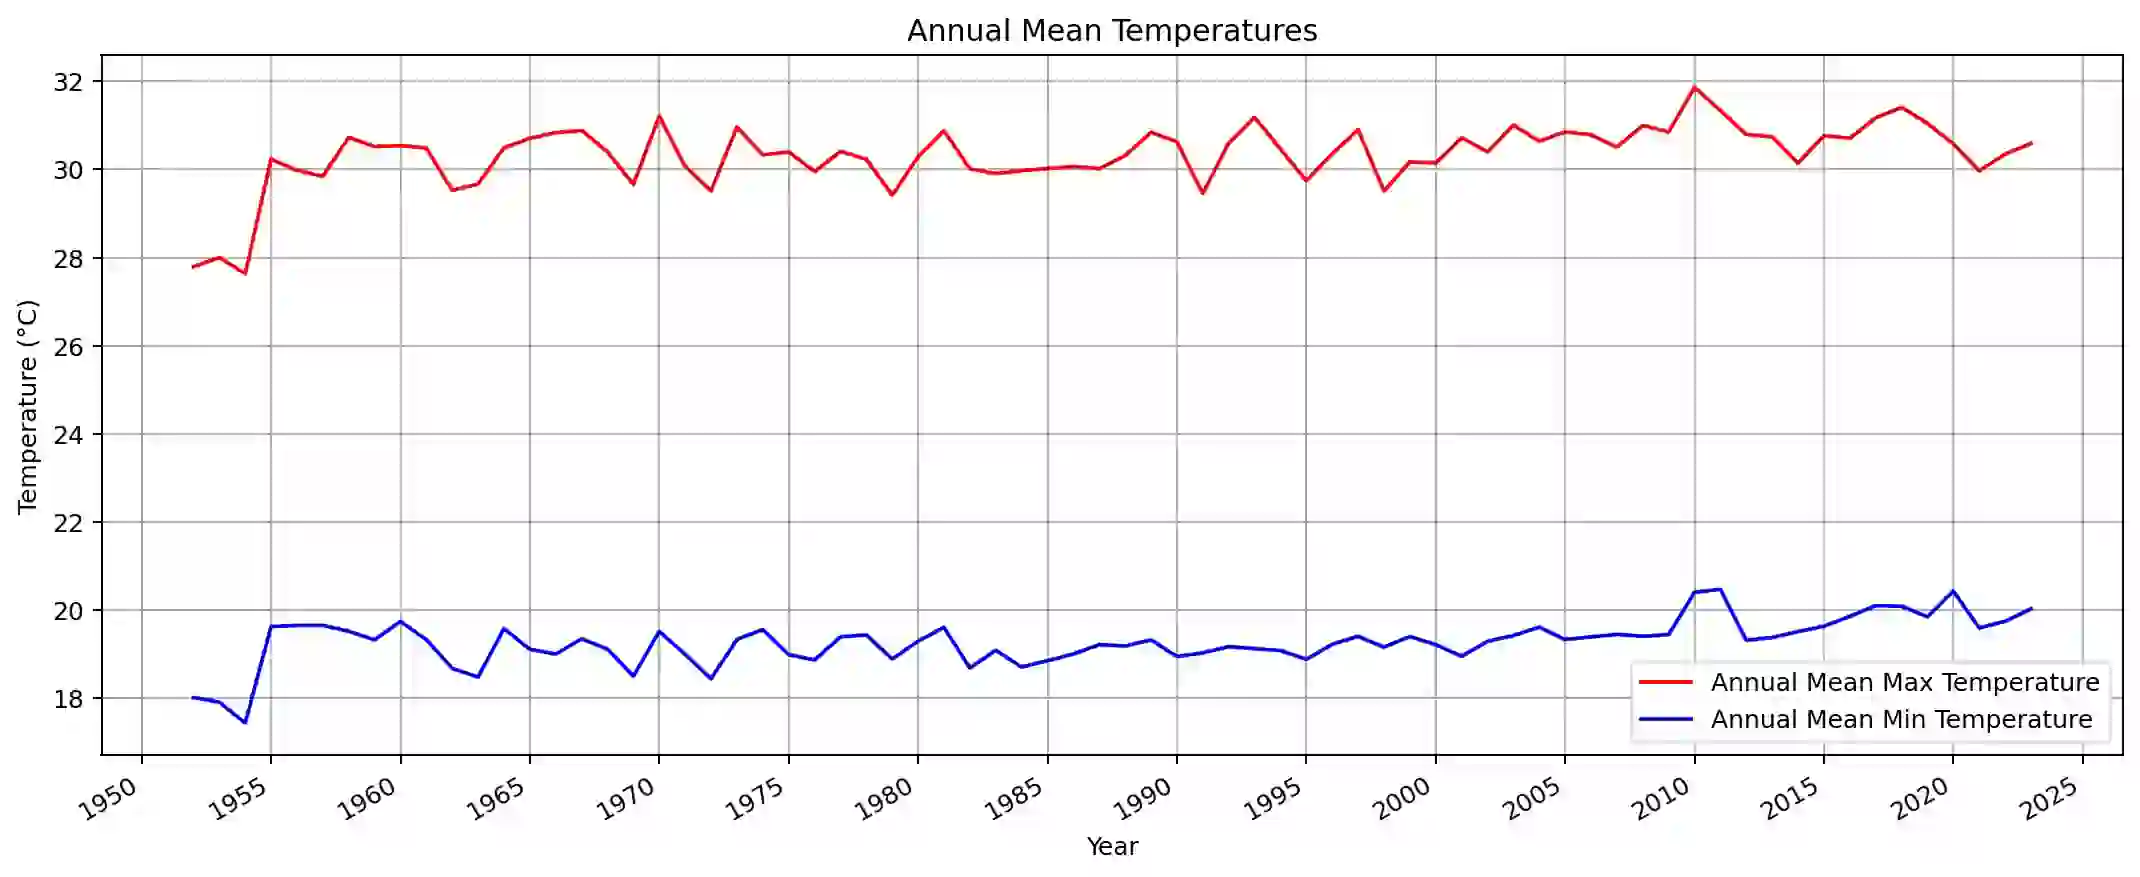 Annual Mean Temperatures
Temperature (°C)
32
30
28
26
24
22
20
18
Annual Mean Max Temperature
Annual Mean Min Temperature
1950 1955 1960 1965 1970 1975 1980 1985 1990 1995 2000 2005 2010 2015 2020 2025
Year